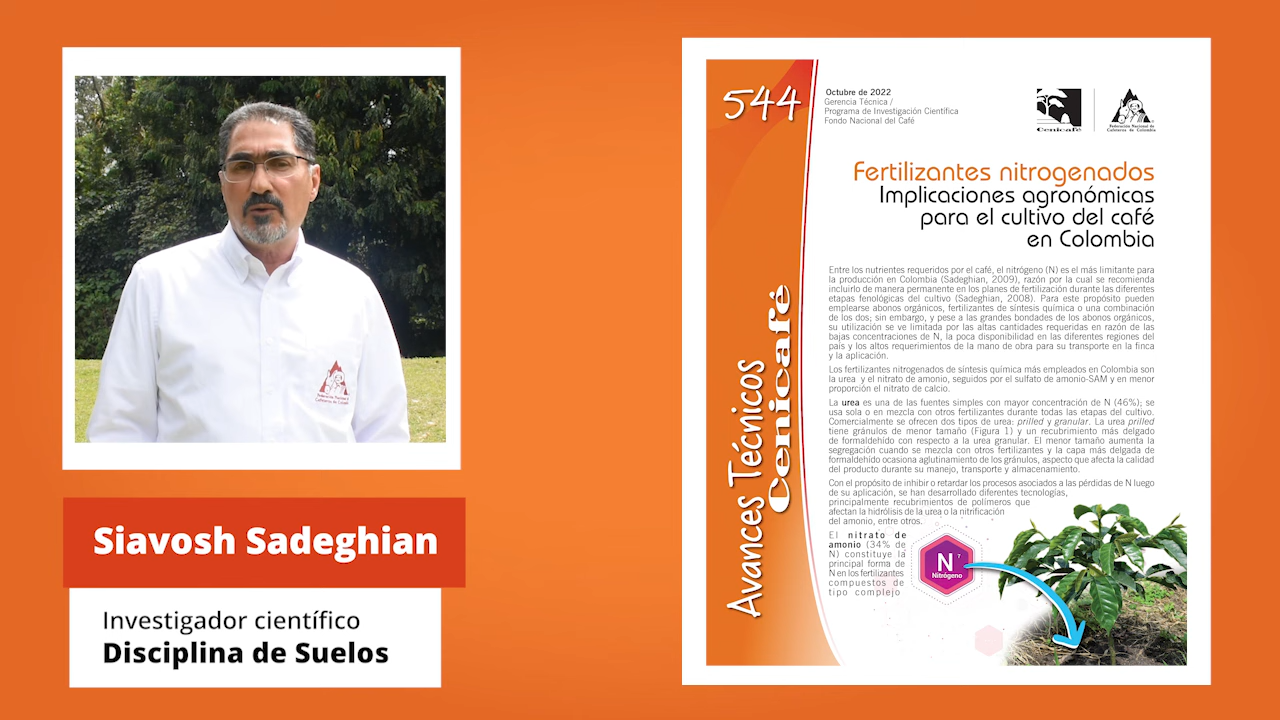 Federación Nacional de
Cafeteros de Colombia
Siavosh Sadeghian
Investigador científico
Disciplina de Suelos
544
Avances Técnicos
Cenicafé
Octubre de 2022
Gerencia Técnica /
Programa de Investigación Científica
Fondo Nacional del Café
Cenicafé
Federación Nacional de
Cafeteros de Colombia
Fertilizantes nitrogenados
Implicaciones agronómicas
para el cultivo del café
en Colombia
Entre los nutrientes requeridos por el café, el nitrógeno (N) es el más limitante para
la producción en Colombia (Sadeghian, 2009), razón por la cual se recomienda
incluirlo de manera permanente en los planes de fertilización durante las diferentes
etapas fenológicas del cultivo (Sadeghian, 2008). Para este propósito pueden
emplearse abonos orgánicos, fertilizantes de síntesis química o una combinación
de los dos; sin embargo, y pese a las grandes bondades de los abonos orgánicos,
su utilización se ve limitada por las altas cantidades requeridas en razón de las
bajas concentraciones de N, la poca disponibilidad en las diferentes regiones del
país y los altos requerimientos de la mano de obra para su transporte en la finca
y la aplicación.
Los fertilizantes nitrogenados de síntesis química más empleados en Colombia son
la urea y el nitrato de amonio, seguidos por el sulfato de amonio-SAM y en menor
proporción el nitrato de calcio.
La urea es una de las fuentes simples con mayor concentración de N (46%); se
usa sola o en mezcla con otros fertilizantes durante todas las etapas del cultivo.
Comercialmente se ofrecen dos tipos de urea: prilled y granular. La urea prilled
tiene gránulos de menor tamaño (Figura 1) y un recubrimiento más delgado
de formaldehído con respecto a la urea granular. El menor tamaño aumenta la
segregación cuando se mezcla con otros fertilizantes y la capa más delgada de
formaldehído ocasiona aglutinamiento de los gránulos, aspecto que afecta la calidad
del producto durante su manejo, transporte y almacenamiento.
Con el propósito de inhibir o retardar los procesos asociados a las pérdidas de N luego
de su aplicación, se han desarrollado diferentes tecnologías,
principalmente recubrimientos de polímeros que
afectan la hidrólisis de la urea o la nitrificación
del amonio, entre otros.
El nitrato de
amonio (34% de
N) constituye la
principal forma de
N en los fertilizantes
compuestos de
tipo complejo
N 7
Nitrógeno